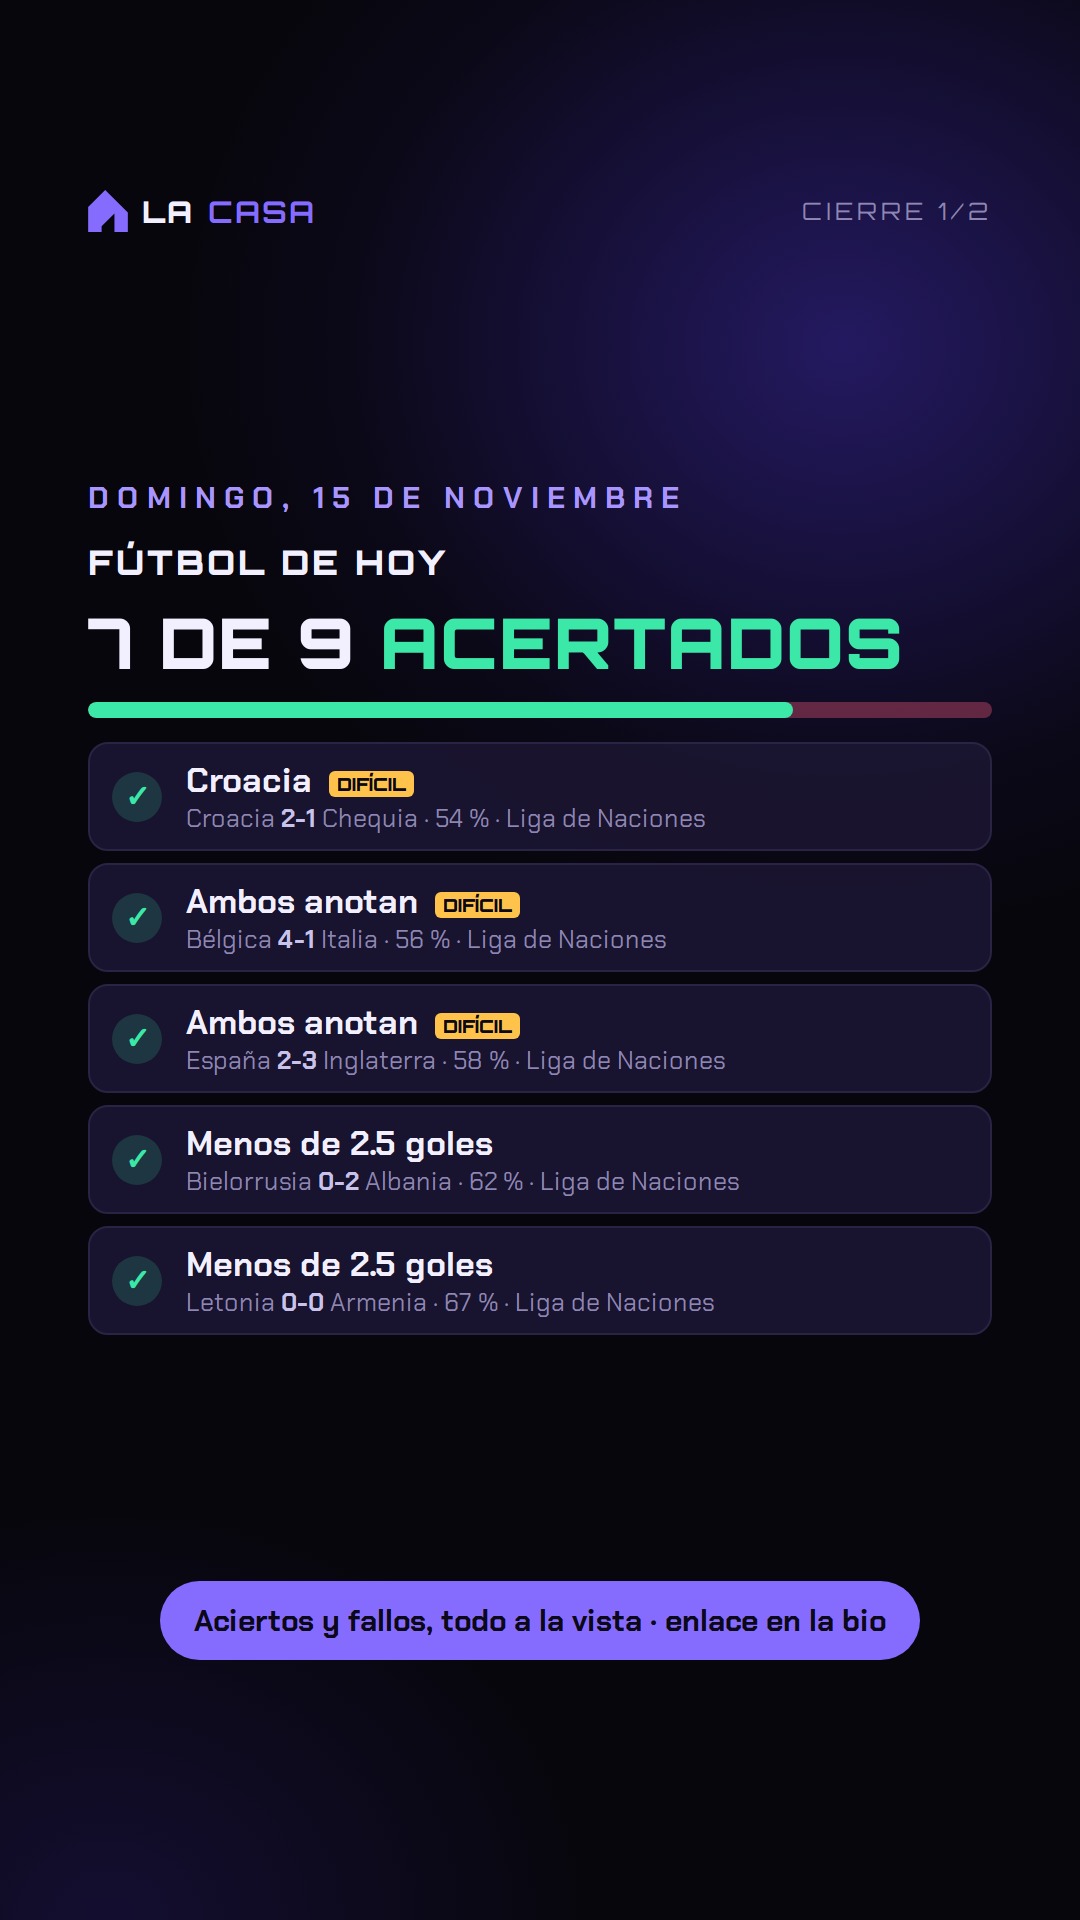 LA CASA
CIERRE 1/2
DOMINGO, 15 DE NOVIEMBRE
FÚTBOL DE HOY
7 DE 9 ACERTADOS
✓ Croacia DIFÍCIL
Croacia 2-1 Chequia · 54 % · Liga de Naciones
✓ Ambos anotan DIFÍCIL
Bélgica 4-1 Italia · 56 % · Liga de Naciones
✓ Ambos anotan DIFÍCIL
España 2-3 Inglaterra · 58 % · Liga de Naciones
✓ Menos de 2.5 goles
Bielorrusia 0-2 Albania · 62 % · Liga de Naciones
✓ Menos de 2.5 goles
Letonia 0-0 Armenia · 67 % · Liga de Naciones
Aciertos y fallos, todo a la vista · enlace en la bio